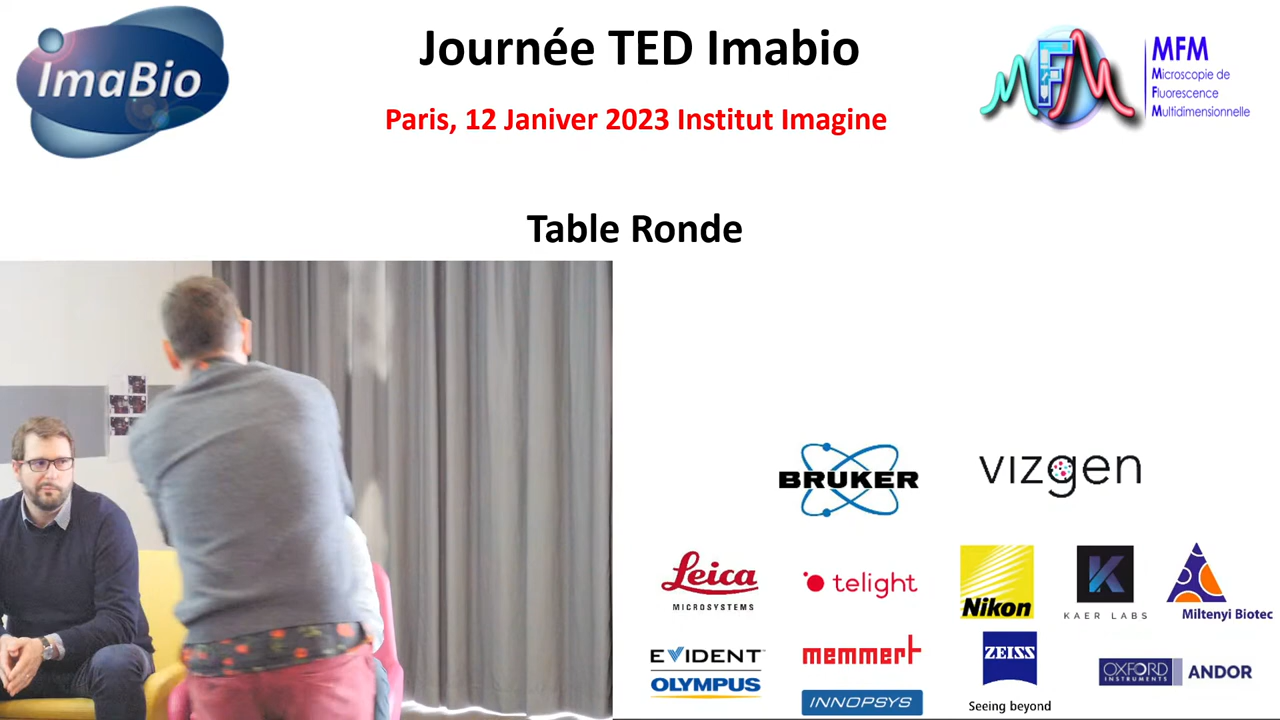 ImaBio
Journée TED Imabio
Paris, 12 Janiver 2023 Institut Imagine
MFM
MFM
Microscopie de
Fluorescence
Multidimensionnelle
Table Ronde
BRUKER
vizgen
Leica
MICROSYSTEMS
telight
Nikon
KAER LABS
Miltenyi Biotec
EVIDENT
OLYMPUS
memmert
INNOPSYS
ZEISS
Seeing beyond
OXFORD
INSTRUMENTS
ANDOR